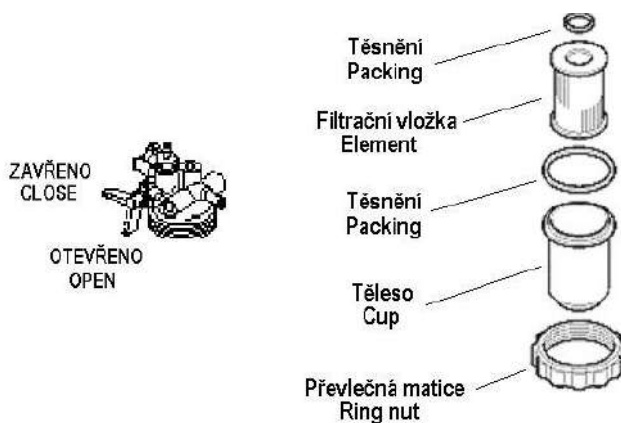 Těsnění
Packing
Filtrační vložka
Element
ZAVŘENO
CLOSE
Těsnění
Packing
OTEVŘENO
OPEN
Těleso
Cup
Převlečná matice
Ring nut